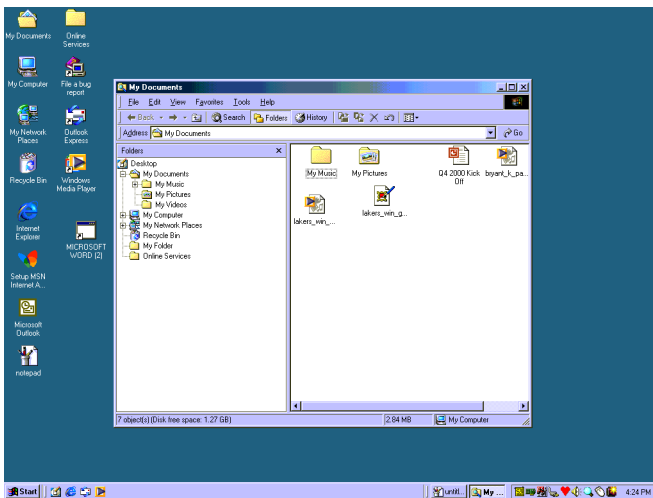 My Documents
Online
Services
My Computer
File a bug
report
My Network
Places
Outlook
Express
Recycle Bin
Windows
Media Player
Internet
Explorer
MICROSOFT
WORD (2)
Setup MSN
Internet A...
Microsoft
Outlook
notepad
My Documents
File Edit View Favorites Tools Help
Back Search Folders History
Address My Documents Go
Folders
Desktop
My Documents
My Music
My Pictures
My Videos
My Computer
My Network Places
Recycle Bin
My Folder
Online Services
My Music
My Pictures
Q4 2000 Kick
Off
bryant_k_pa...
lakers_win_...
lakers_win_g...
7 object(s) (Disk free space: 1.27 GB)
2.84 MB
My Computer
Start
untitl...
My ...
4:24 PM